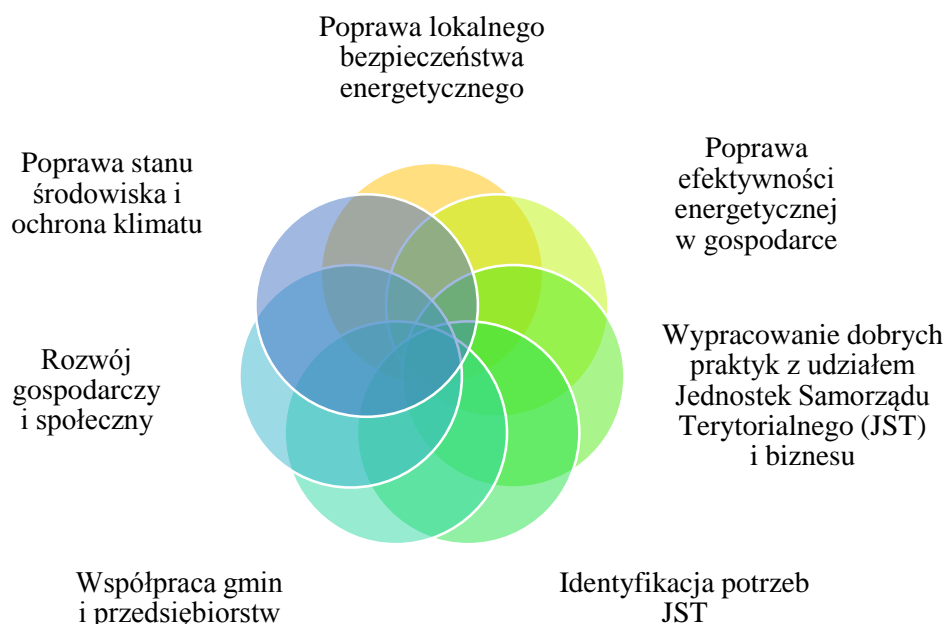 Poprawa lokalnego
bezpieczeństwa
energetycznego
Poprawa stanu
środowiska i
ochrona klimatu
Poprawa
efektywności
energetycznej
w gospodarce
Rozwój
gospodarczy
i społeczny
Wypracowanie dobrych
praktyk z udziałem
Jednostek Samorządu
Terytorialnego (JST)
i biznesu
Współpraca gmin
i przedsiębiorstw
Identyfikacja potrzeb
JST